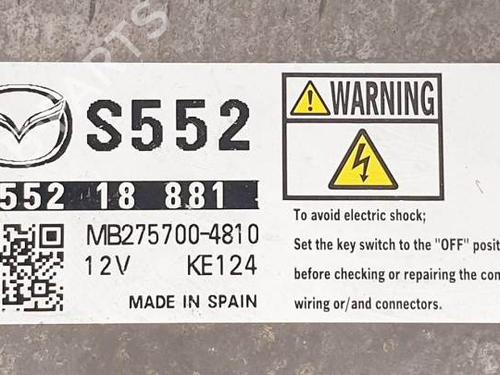 S552
552 18 881
MB275700-4810
12V KE124
MADE IN SPAIN
WARNING
To avoid electric shock;
Set the key switch to the "OFF" posit
before checking or repairing the con
wiring or/and connectors.